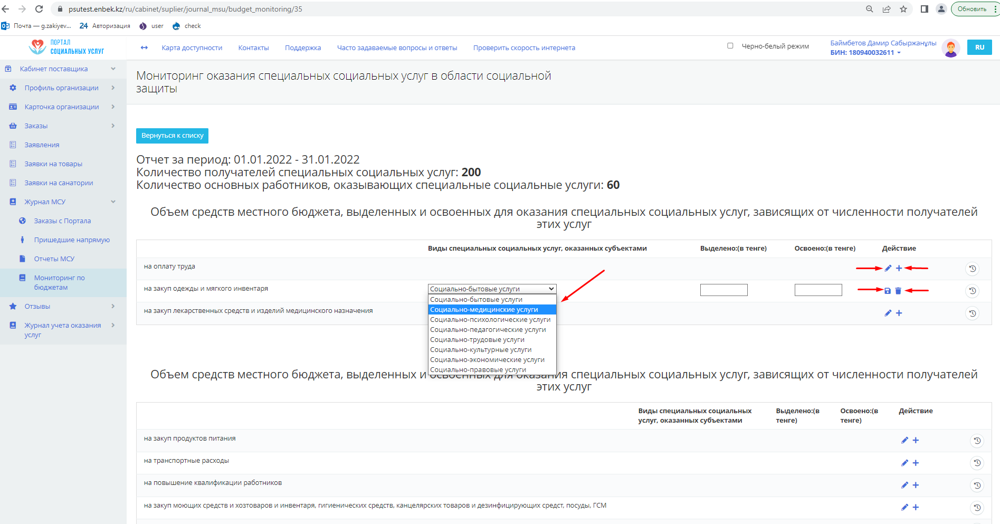 psutest.enbek.kz/ru/cabinet/suplier/journal_msu/budget_monitoring/35
Обновить
Почта — g.zakiyev...
24 Авторизация
user
check
ПОРТАЛ
СОЦИАЛЬНЫХ УСЛУГ
Карта доступности
Контакты
Поддержка
Часто задаваемые вопросы и ответы
Проверить скорость интернета
Черно-белый режим
Баймбетов Дамир Сабыржанұлы
БИН: 180940032611
RU
Кабинет поставщика
Профиль организации
Карточка организации
Заказы
Заявления
Заявки на товары
Заявки на санатории
Журнал МСУ
Заказы с Портала
Пришедшие напрямую
Отчеты МСУ
Мониторинг по
бюджетам
Отзывы
Журнал учета оказания
услуг
Мониторинг оказания специальных социальных услуг в области социальной
защиты
Вернуться к списку
Отчет за период: 01.01.2022 - 31.01.2022
Количество получателей специальных социальных услуг: 200
Количество основных работников, оказывающих специальные социальные услуги: 60
Объем средств местного бюджета, выделенных и освоенных для оказания специальных социальных услуг, зависящих от численности получателей
этих услуг
Виды специальных социальных услуг, оказанных субъектами
Выделено:(в тенге)
Освоено:(в тенге)
Действие
на оплату труда
на закуп одежды и мягкого инвентаря
Социально-бытовые услуги
Социально-бытовые услуги
Социально-медицинские услуги
Социально-психологические услуги
Социально-педагогические услуги
Социально-трудовые услуги
Социально-культурные услуги
Социально-экономические услуги
Социально-правовые услуги
на закуп лекарственных средств и изделий медицинского назначения
Объем средств местного бюджета, выделенных и освоенных для оказания специальных социальных услуг, зависящих от численности получателей
этих услуг
Виды специальных социальных
услуг, оказанных субъектами
Выделено:(в
тенге)
Освоено:(в
тенге)
Действие
на закуп продуктов питания
на транспортные расходы
на повышение квалификации работников
на закуп моющих средств и хозтоваров и инвентаря, гигиенических средств, канцелярских товаров и дезинфицирующих средст, посуды, ГСМ